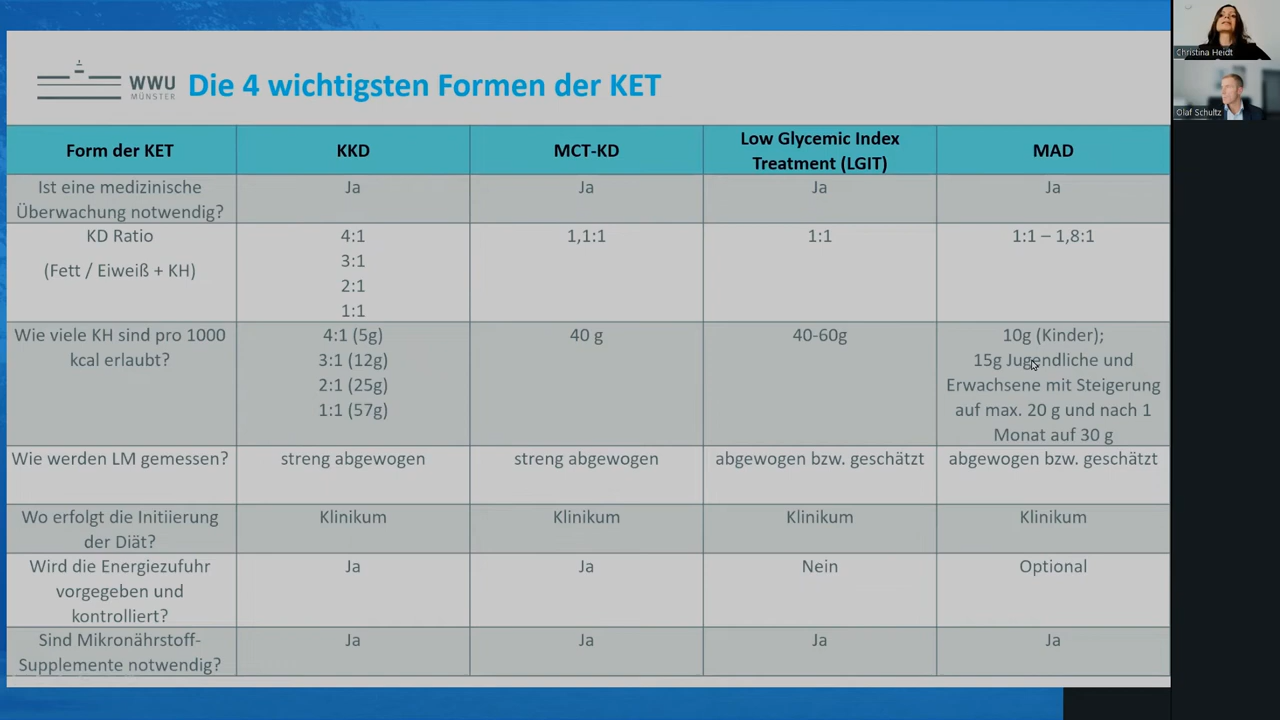 WWU
MÜNSTER
Die 4 wichtigsten Formen der KET
Form der KET
KKD
MCT-KD
Low Glycemic Index
Treatment (LGIT)
MAD
Ist eine medizinische
Überwachung notwendig?
Ja
Ja
Ja
Ja
KD Ratio
(Fett / Eiweiß + KH)
4:1
3:1
2:1
1:1
1,1:1
1:1
1:1 – 1,8:1
Wie viele KH sind pro 1000
kcal erlaubt?
4:1 (5g)
3:1 (12g)
2:1 (25g)
1:1 (57g)
40 g
40-60g
10g (Kinder);
15g Jugendliche und
Erwachsene mit Steigerung
auf max. 20 g und nach 1
Monat auf 30 g
Wie werden LM gemessen?
streng abgewogen
streng abgewogen
abgewogen bzw. geschätzt
abgewogen bzw. geschätzt
Wo erfolgt die Initiierung
der Diät?
Klinikum
Klinikum
Klinikum
Klinikum
Wird die Energiezufuhr
vorgegeben und
kontrolliert?
Ja
Ja
Nein
Optional
Sind Mikronährstoff-
Supplemente notwendig?
Ja
Ja
Ja
Ja
Christina Heidt
Olaf Schultz